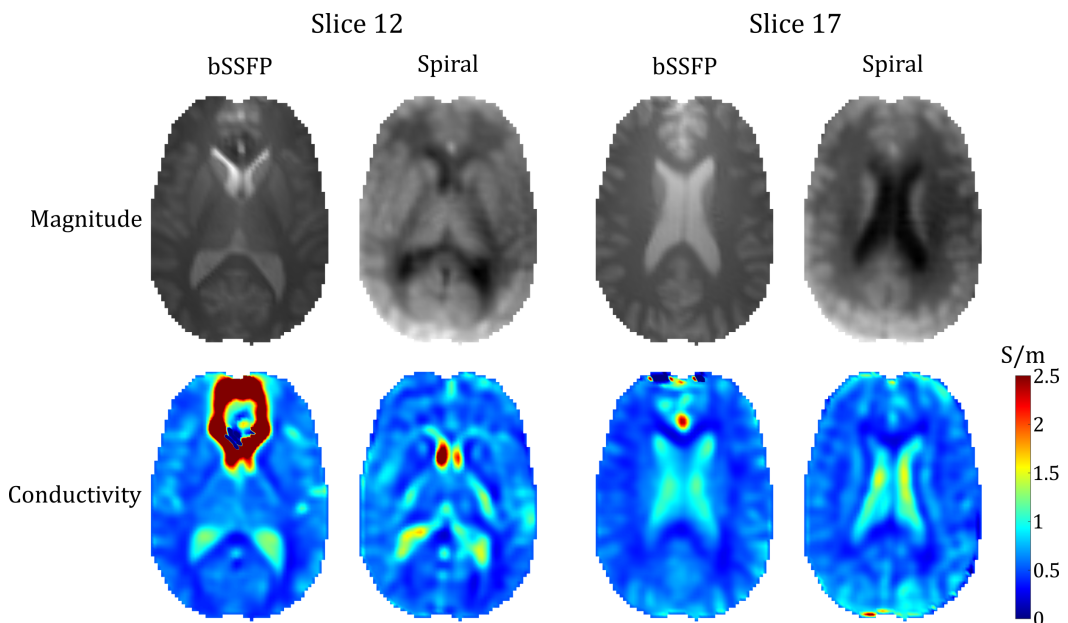 Slice 12
Slice 17
bSSFP
Spiral
bSSFP
Spiral
Magnitude
Conductivity
S/m
2.5
2
1.5
1
0.5
0